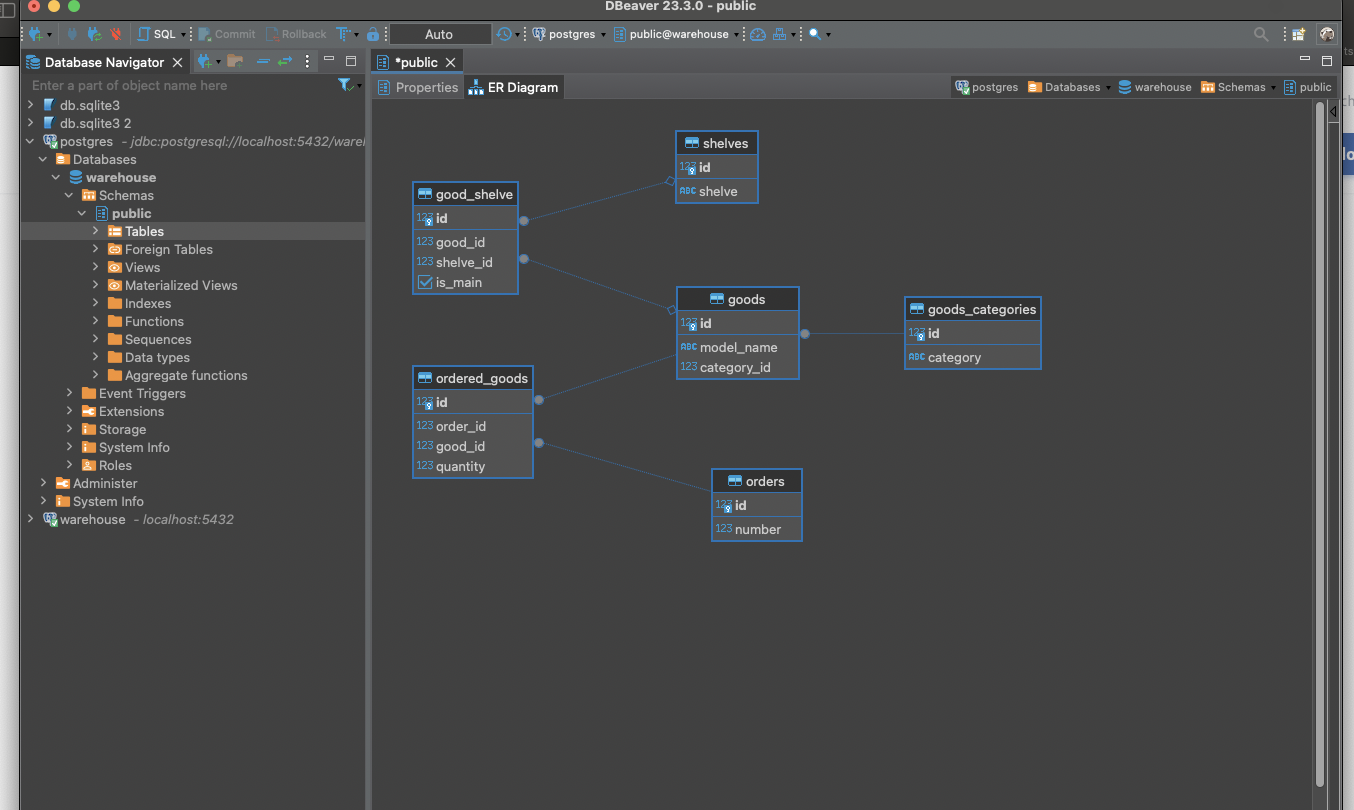 DBeaver 23.3.0 - public
SQL Commit Rollback Auto postgres public@warehouse
Database Navigator
Enter a part of object name here
db.sqlite3
db.sqlite3 2
postgres - jdbc:postgresql://localhost:5432/warel
Databases
warehouse
Schemas
public
Tables
Foreign Tables
Views
Materialized Views
Indexes
Functions
Sequences
Data types
Aggregate functions
Event Triggers
Extensions
Storage
System Info
Roles
Administer
System Info
warehouse - localhost:5432
*public
Properties ER Diagram
postgres Databases warehouse Schemas public
shelves
123 id
ABC shelve
good_shelve
123 id
123 good_id
123 shelve_id
is_main
goods
123 id
ABC model_name
123 category_id
goods_categories
123 id
ABC category
ordered_goods
123 id
123 order_id
123 good_id
123 quantity
orders
123 id
123 number